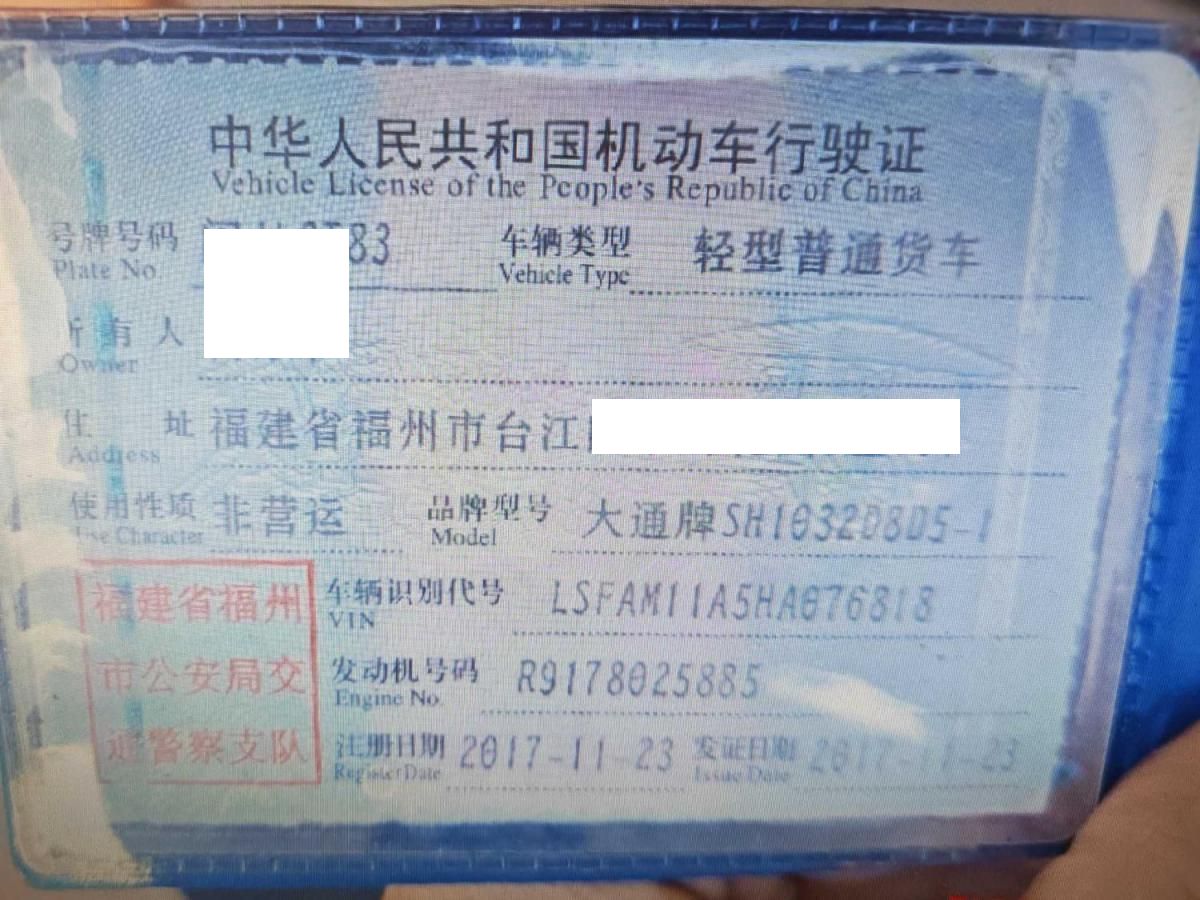 中华人民共和国机动车行驶证
Vehicle License of the People's Republic of China
号牌号码 83 车辆类型 轻型普通货车
Plate No. Vehicle Type
所有人
Owner
住址 福建省福州市台江
Address
使用性质 非营运 品牌型号 大通牌SH1032D8D5-1
Use Character Model
福建省福州 车辆识别代号 LSFAM11A5HA076818
VIN
市公安局交 发动机号码 R9178025885
Engine No.
通警察支队 注册日期 2017-11-23 发证日期 2017-11-23
Register Date Issue Date